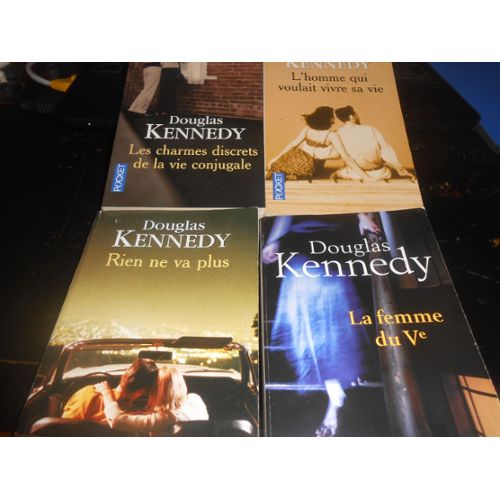 Douglas
KENNEDY
Les charmes discrets
de la vie conjugale
POCKET
KENNEDY
L'homme qui
voulait vivre sa vie
POCKET
Douglas
KENNEDY
Rien ne va plus
Douglas
Kennedy
La femme
du Vᵉ